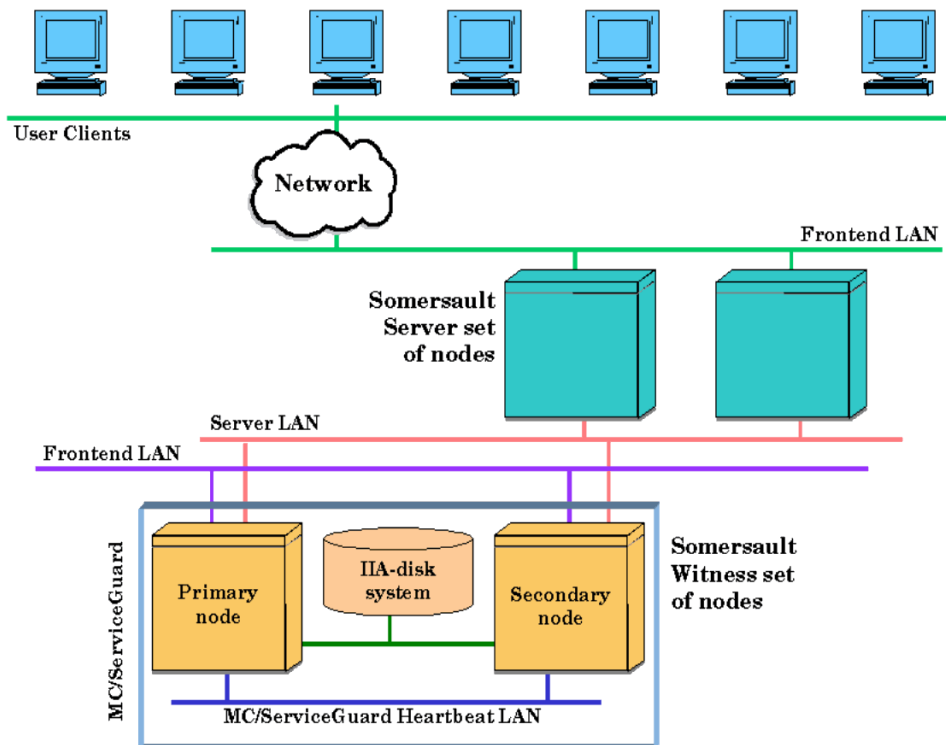 User Clients
Network
Frontend LAN
Somersault
Server set
of nodes
Server LAN
Frontend LAN
MC/ServiceGuard
Primary
node
IIA-disk
system
Secondary
node
Somersault
Witness set
of nodes
MC/ServiceGuard Heartbeat LAN